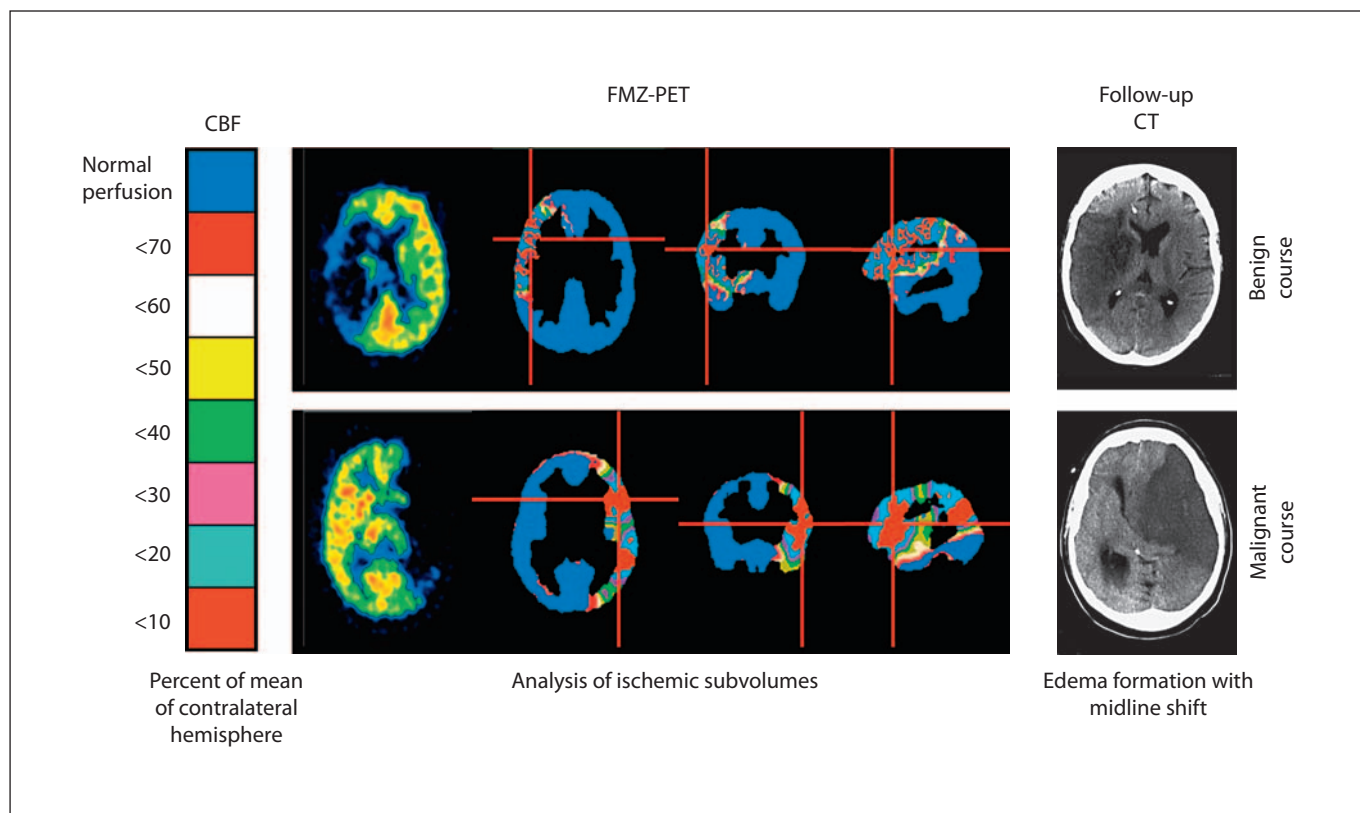 FMZ-PET
Follow-up
CT
CBF
Normal
perfusion
<70
<60
<50
<40
<30
<20
<10
Percent of mean
of contralateral
hemisphere
Analysis of ischemic subvolumes
Benign
course
Malignant
course
Edema formation with
midline shift